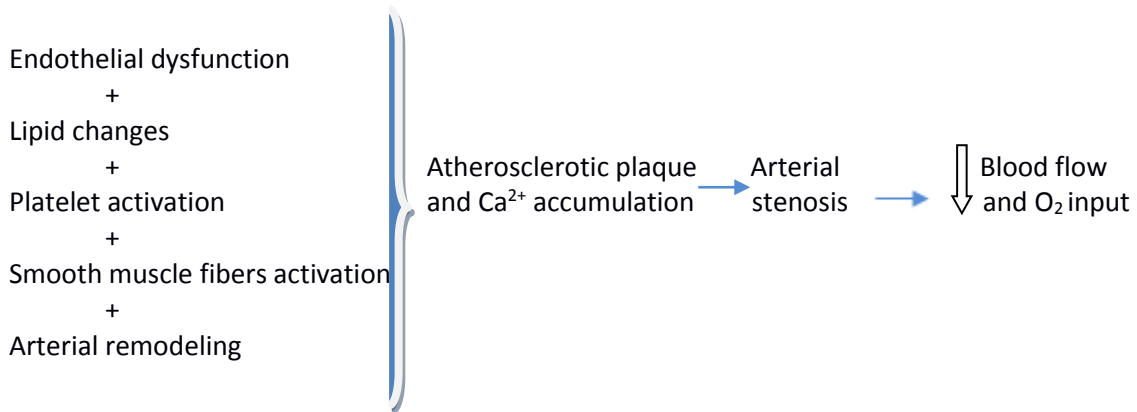 Endothelial dysfunction
+
Lipid changes
+
Platelet activation
+
Smooth muscle fibers activation
+
Arterial remodeling
Atherosclerotic plaque
and Ca²⁺ accumulation
Arterial
stenosis
Blood flow
and O₂ input